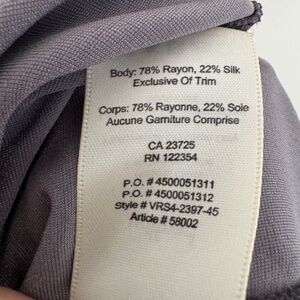 Body: 78% Rayon, 22% Silk
Exclusive Of Trim
Corps: 78% Rayonne, 22% Soie
Aucune Garniture Comprise
CA 23725
RN 122354
P.O. # 4500051311
P.O. # 4500051312
Style # VRS4-2397-45
Article # 58002